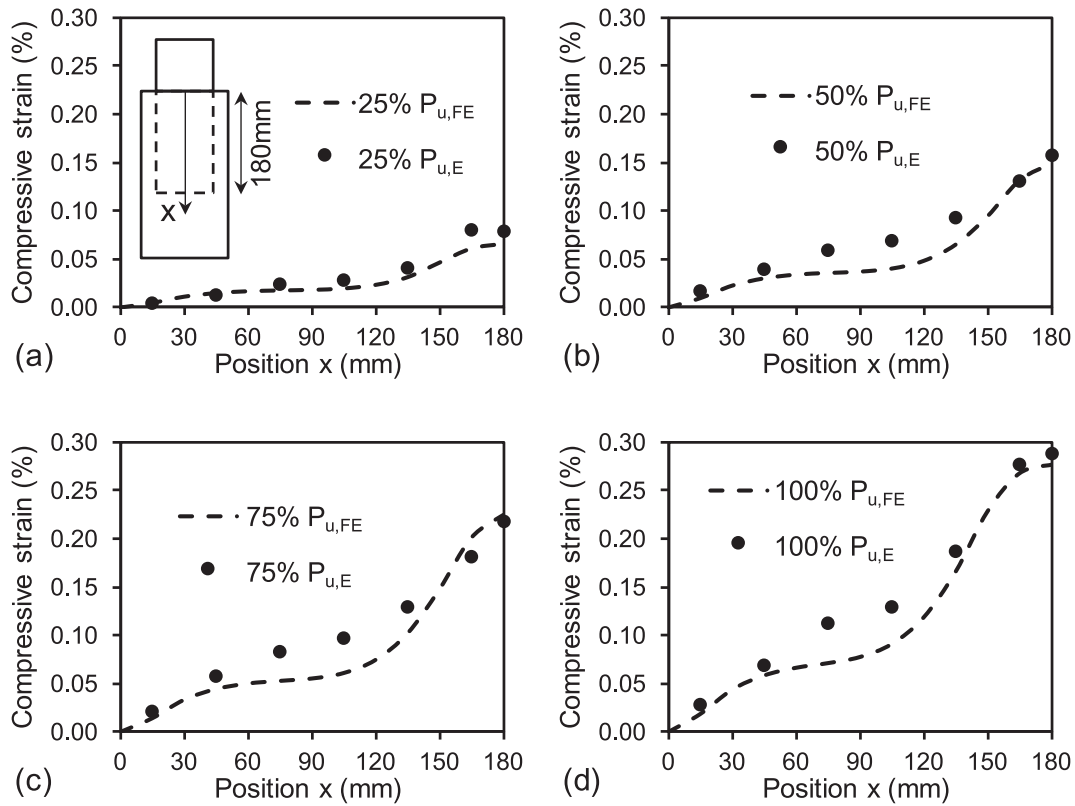 0.30
0.25
0.20
0.15
0.10
0.05
0.00
Compressive strain (%)
180mm
X
25% Pu,FE
25% Pu,E
0 30 60 90 120 150 180
Position x (mm)
(a)
0.30
0.25
0.20
0.15
0.10
0.05
0.00
Compressive strain (%)
50% Pu,FE
50% Pu,E
0 30 60 90 120 150 180
Position x (mm)
(b)
0.30
0.25
0.20
0.15
0.10
0.05
0.00
Compressive strain (%)
75% Pu,FE
75% Pu,E
0 30 60 90 120 150 180
Position x (mm)
(c)
0.30
0.25
0.20
0.15
0.10
0.05
0.00
Compressive strain (%)
100% Pu,FE
100% Pu,E
0 30 60 90 120 150 180
Position x (mm)
(d)